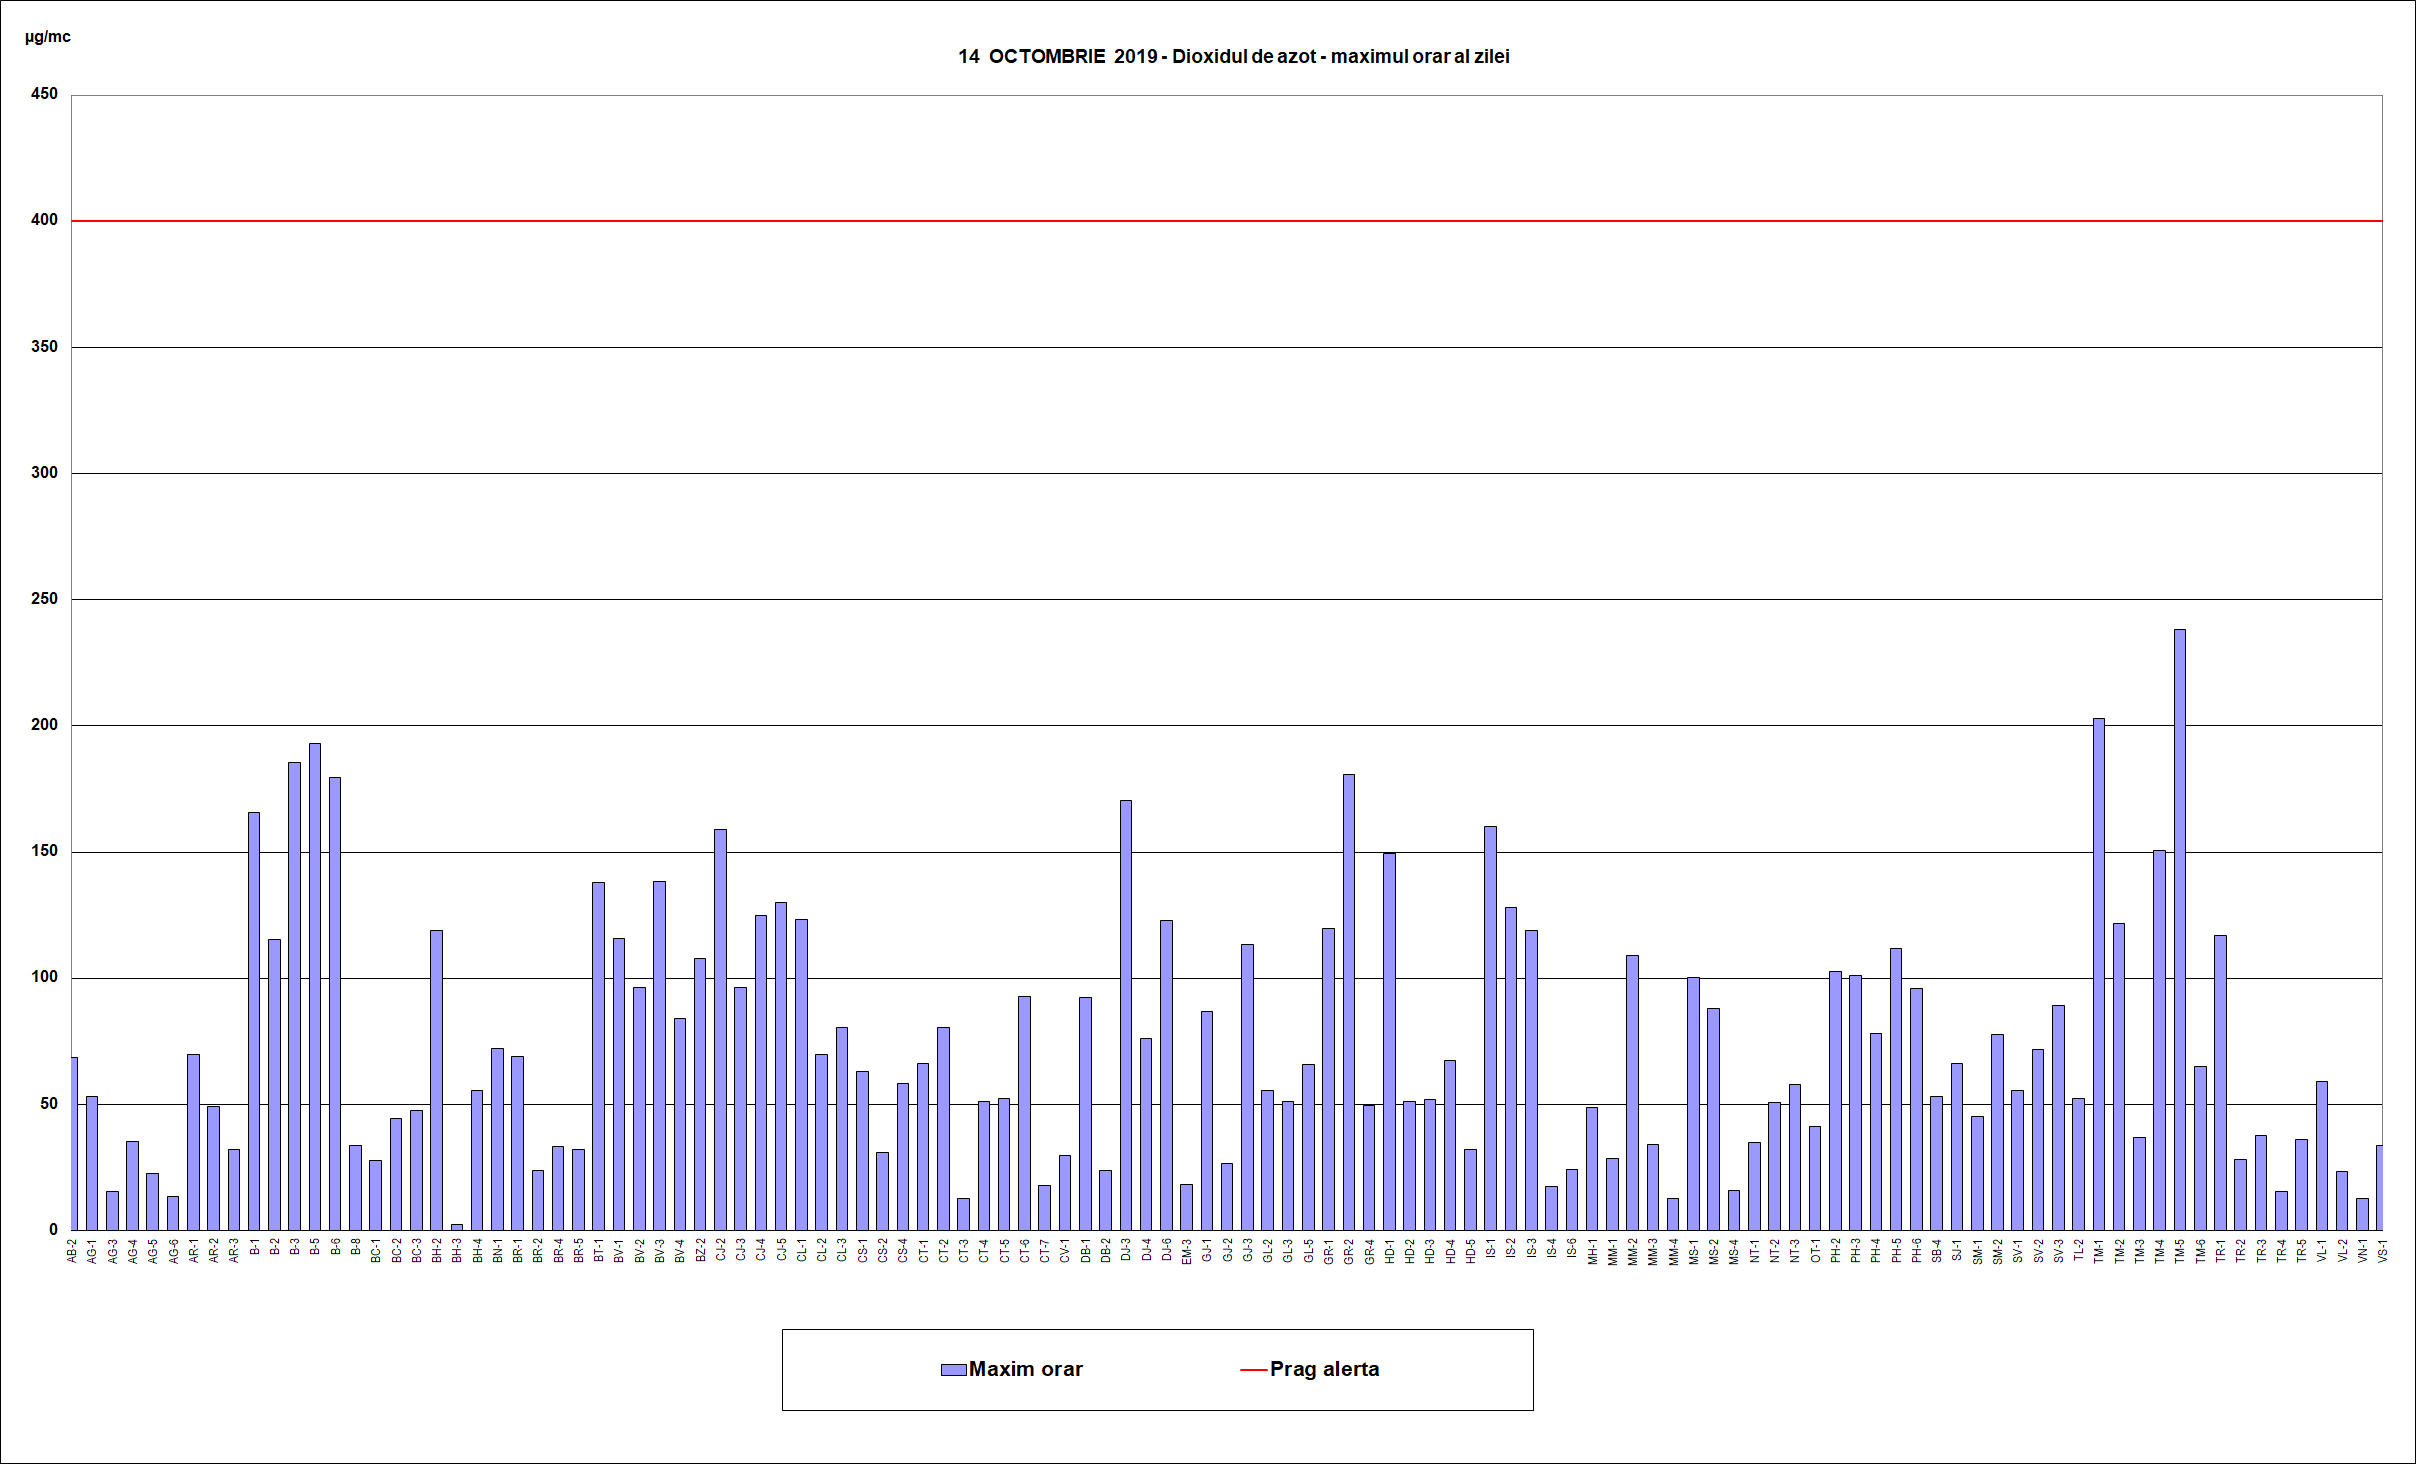 µg/mc
14 OCTOMBRIE 2019 - Dioxidul de azot - maximul orar al zilei
450
400
350
300
250
200
150
100
50
0
AB-2 AG-1 AG-3 AG-4 AG-5 AG-6 AR-1 AR-2 AR-3 B-1 B-2 B-3 B-5 B-6 B-8 BC-1 BC-2 BC-3 BH-2 BH-3 BH-4 BN-1 BR-1 BR-2 BR-4 BR-5 BT-1 BV-1 BV-2 BV-3 BV-4 BZ-2 CJ-2 CJ-3 CJ-4 CJ-5 CL-1 CL-2 CL-3 CS-1 CS-2 CS-4 CT-1 CT-2 CT-3 CT-4 CT-5 CT-6 CT-7 CV-1 DB-1 DB-2 DJ-3 DJ-4 DJ-6 EM-3 GJ-1 GJ-2 GJ-3 GL-2 GL-3 GL-5 GR-1 GR-2 GR-4 HD-1 HD-2 HD-3 HD-4 HD-5 IS-1 IS-2 IS-3 IS-4 IS-6 MH-1 MM-1 MM-2 MM-3 MM-4 MS-1 MS-2 MS-4 NT-1 NT-2 NT-3 OT-1 PH-2 PH-3 PH-4 PH-5 PH-6 SB-4 SJ-1 SM-1 SM-2 SV-1 SV-2 SV-3 TL-2 TM-1 TM-2 TM-3 TM-4 TM-5 TM-6 TR-1 TR-2 TR-3 TR-4 TR-5 VL-1 VL-2 VN-1 VS-1
Maxim orar Prag alerta